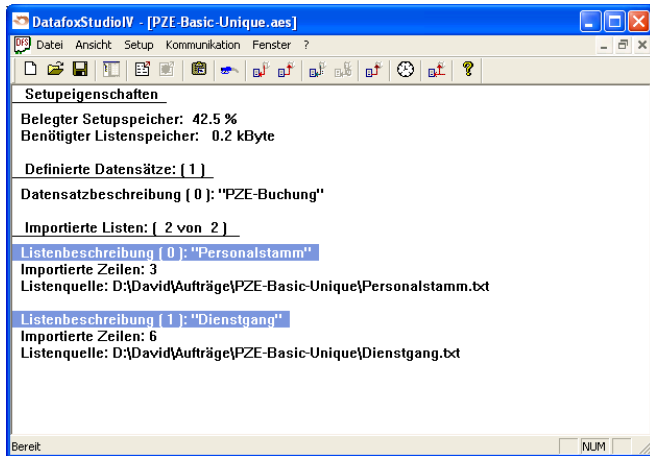 DatafoxStudioIV - [PZE-Basic-Unique.aes]
DFS Datei Ansicht Setup Kommunikation Fenster ?
Setupeigenschaften
Belegter Setupspeicher: 42.5 %
Benötigter Listenspeicher: 0.2 kByte
Definierte Datensätze: ( 1 )
Datensatzbeschreibung ( 0 ): "PZE-Buchung"
Importierte Listen: ( 2 von 2 )
Listenbeschreibung ( 0 ): "Personalstamm"
Importierte Zeilen: 3
Listenquelle: D:\David\Aufträge\PZE-Basic-Unique\Personalstamm.txt
Listenbeschreibung ( 1 ): "Dienstgang"
Importierte Zeilen: 6
Listenquelle: D:\David\Aufträge\PZE-Basic-Unique\Dienstgang.txt
Bereit NUM